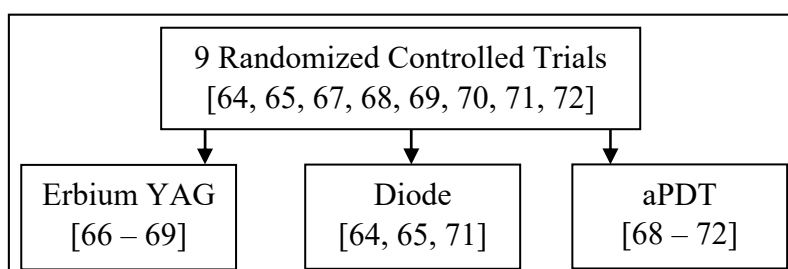 9 Randomized Controlled Trials
[64, 65, 67, 68, 69, 70, 71, 72]
Erbium YAG
[66 – 69]
Diode
[64, 65, 71]
aPDT
[68 – 72]